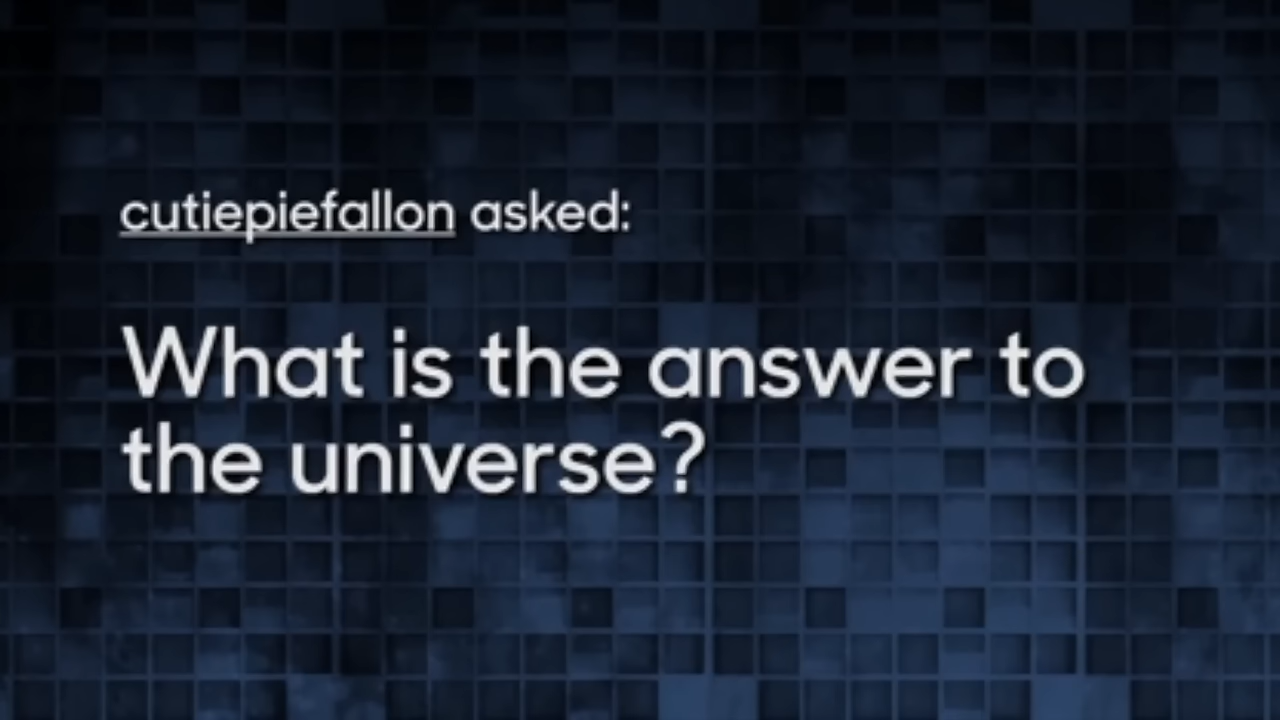 cutiepiefallon asked:
What is the answer to
the universe?